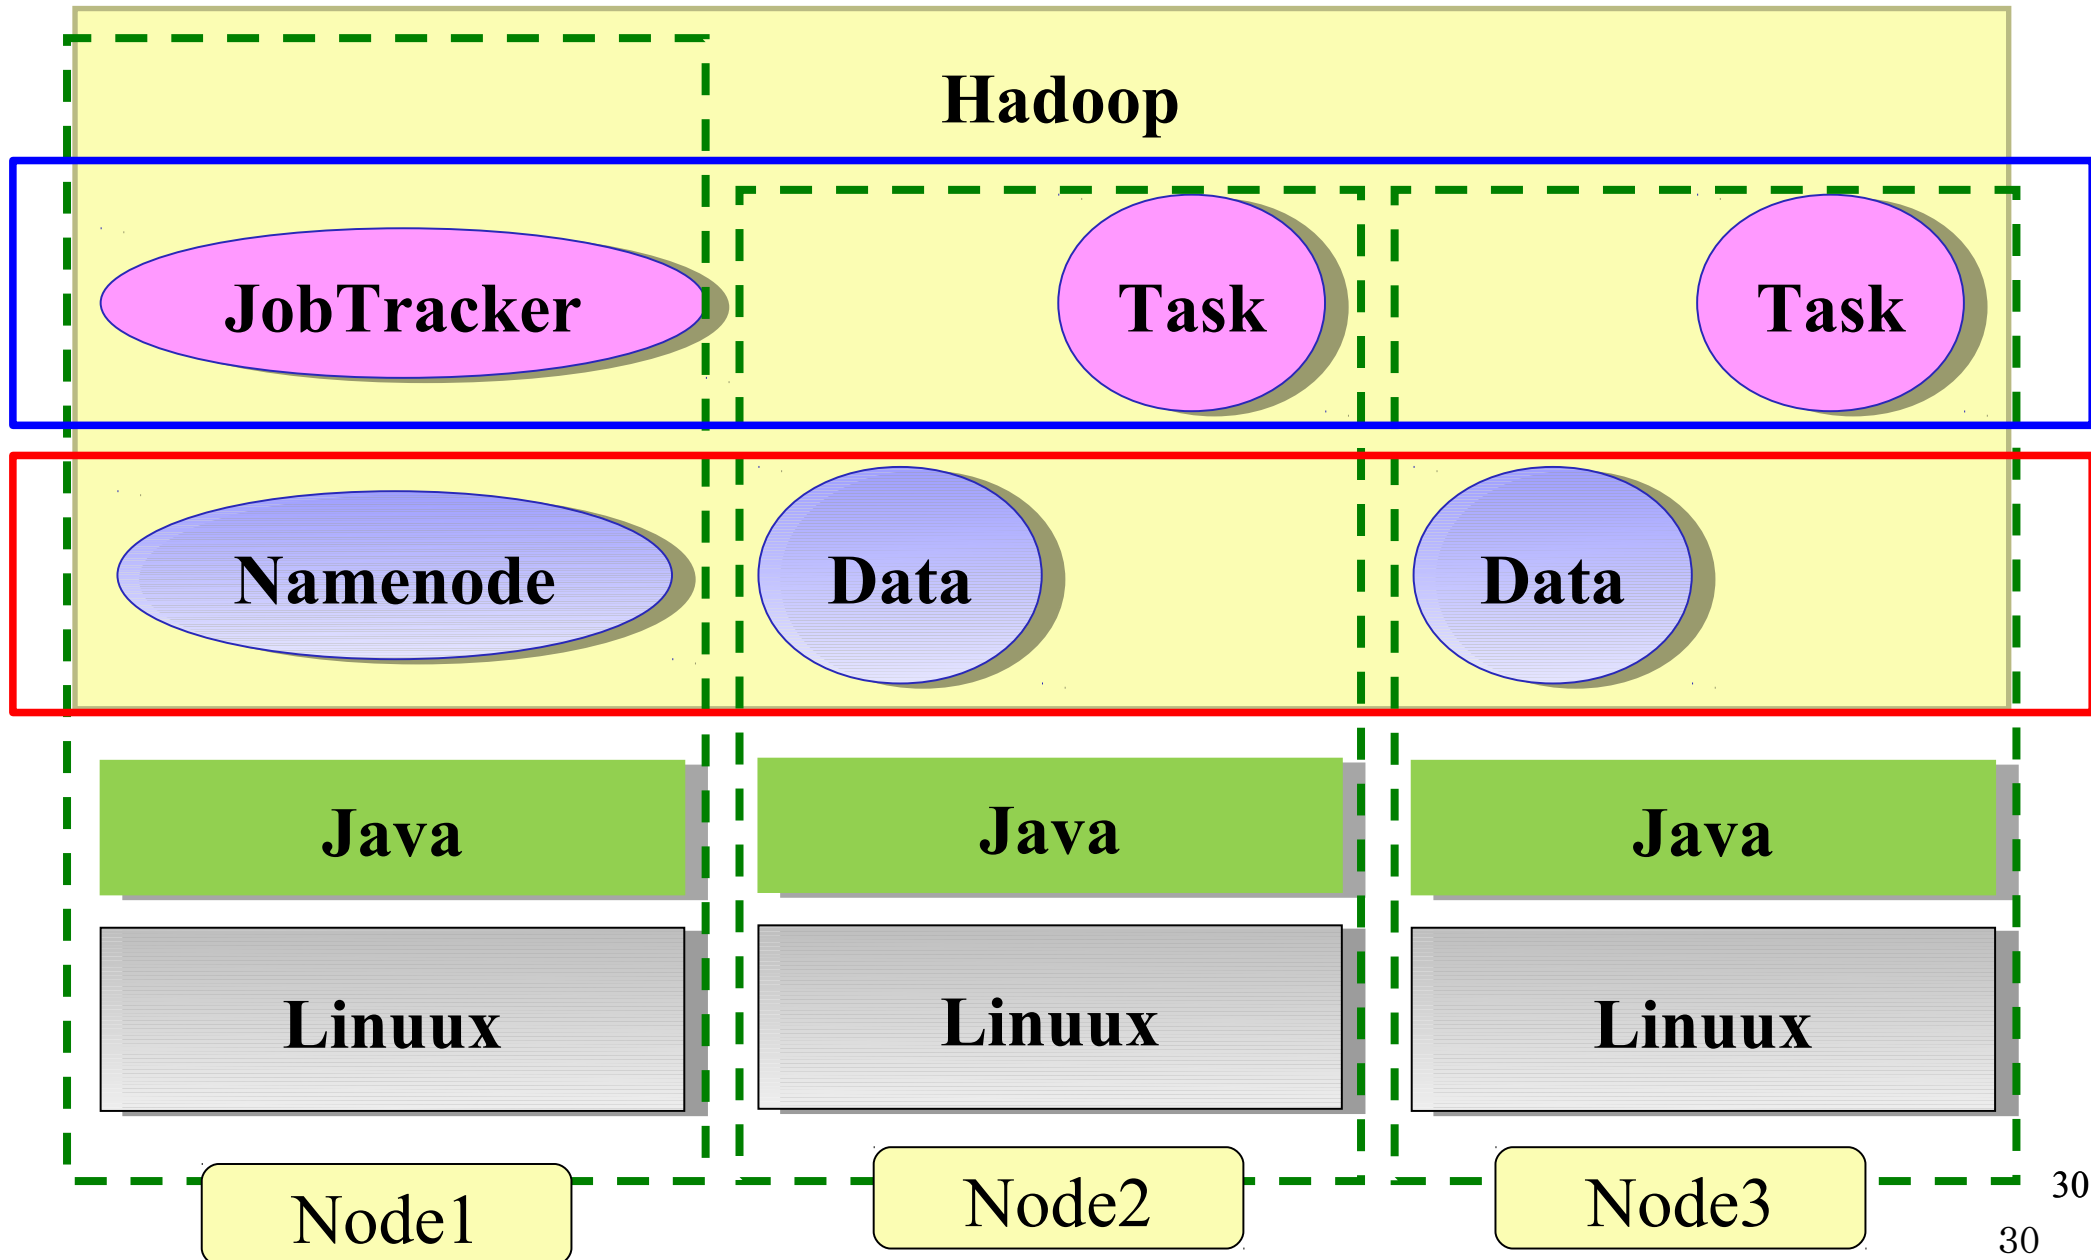 Hadoop
JobTracker
Task
Task
Namenode
Data
Data
Java
Java
Java
Linuux
Linuux
Linuux
Node1
Node2
Node3
30
30